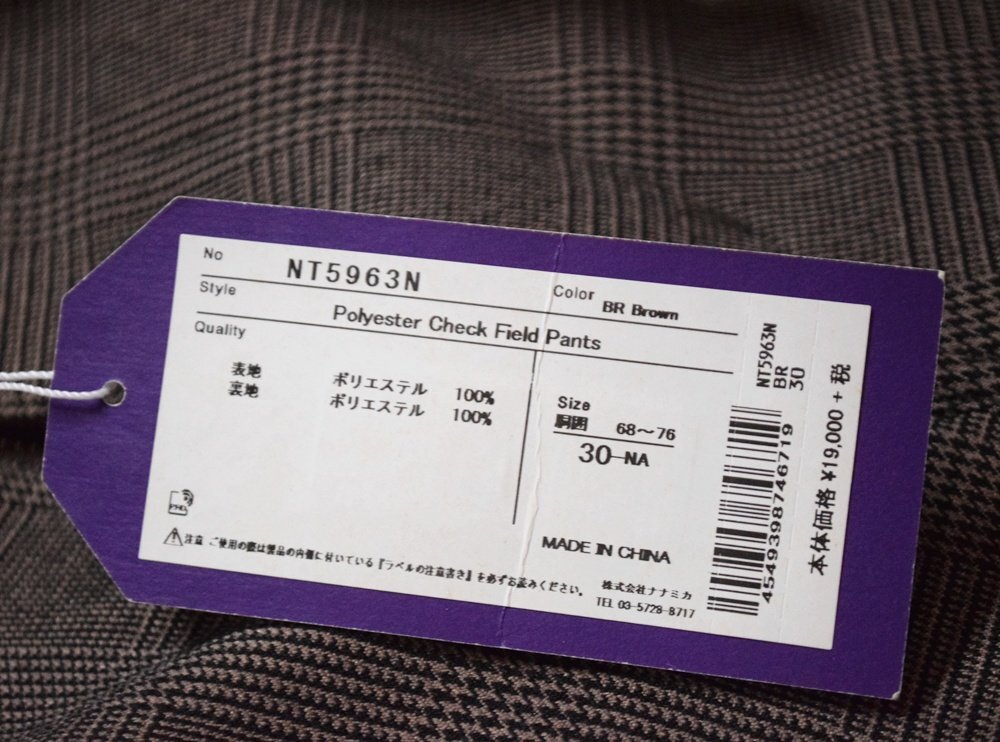 No NT5963N
Color BR Brown
Style Polyester Check Field Pants
Quality
表地 ポリエステル 100%
裏地 ポリエステル 100%
Size
胴囲 68～76
30-NA
MADE IN CHINA
⚠注意 ご使用の際は製品の内側に付いている『ラベルの注意書き』を必ずお読みください。
株式会社ナナミカ
TEL 03-5728-8717
NT5963N
BR
30
4549398746719
本体価格 ¥19,000 + 税